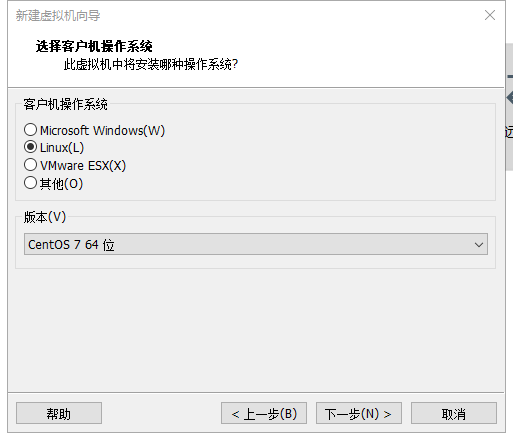 新建虚拟机向导
选择客户机操作系统
此虚拟机中将安装哪种操作系统?
客户机操作系统
Microsoft Windows(W)
Linux(L)
VMware ESX(X)
其他(O)
版本(V)
CentOS 7 64 位
帮助
< 上一步(B)
下一步(N) >
取消
远